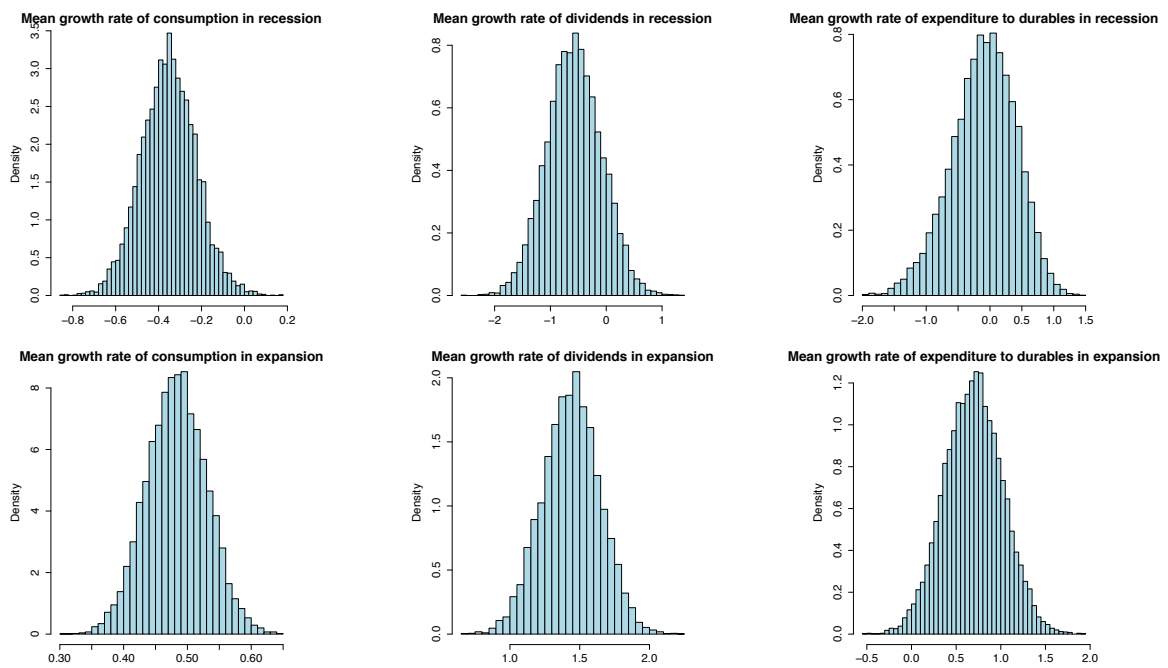 Mean growth rate of consumption in recession
Density
0.0 0.5 1.0 1.5 2.0 2.5 3.0 3.5
−0.8 −0.6 −0.4 −0.2 0.0 0.2
Mean growth rate of dividends in recession
Density
0.0 0.2 0.4 0.6 0.8
−2 −1 0 1
Mean growth rate of expenditure to durables in recession
Density
0.0 0.2 0.4 0.6 0.8
−2.0 −1.0 0.0 0.5 1.0 1.5
Mean growth rate of consumption in expansion
Density
0 2 4 6 8
0.30 0.40 0.50 0.60
Mean growth rate of dividends in expansion
Density
0.0 0.5 1.0 1.5 2.0
1.0 1.5 2.0
Mean growth rate of expenditure to durables in expansion
Density
0.0 0.2 0.4 0.6 0.8 1.0 1.2
−0.5 0.0 0.5 1.0 1.5 2.0